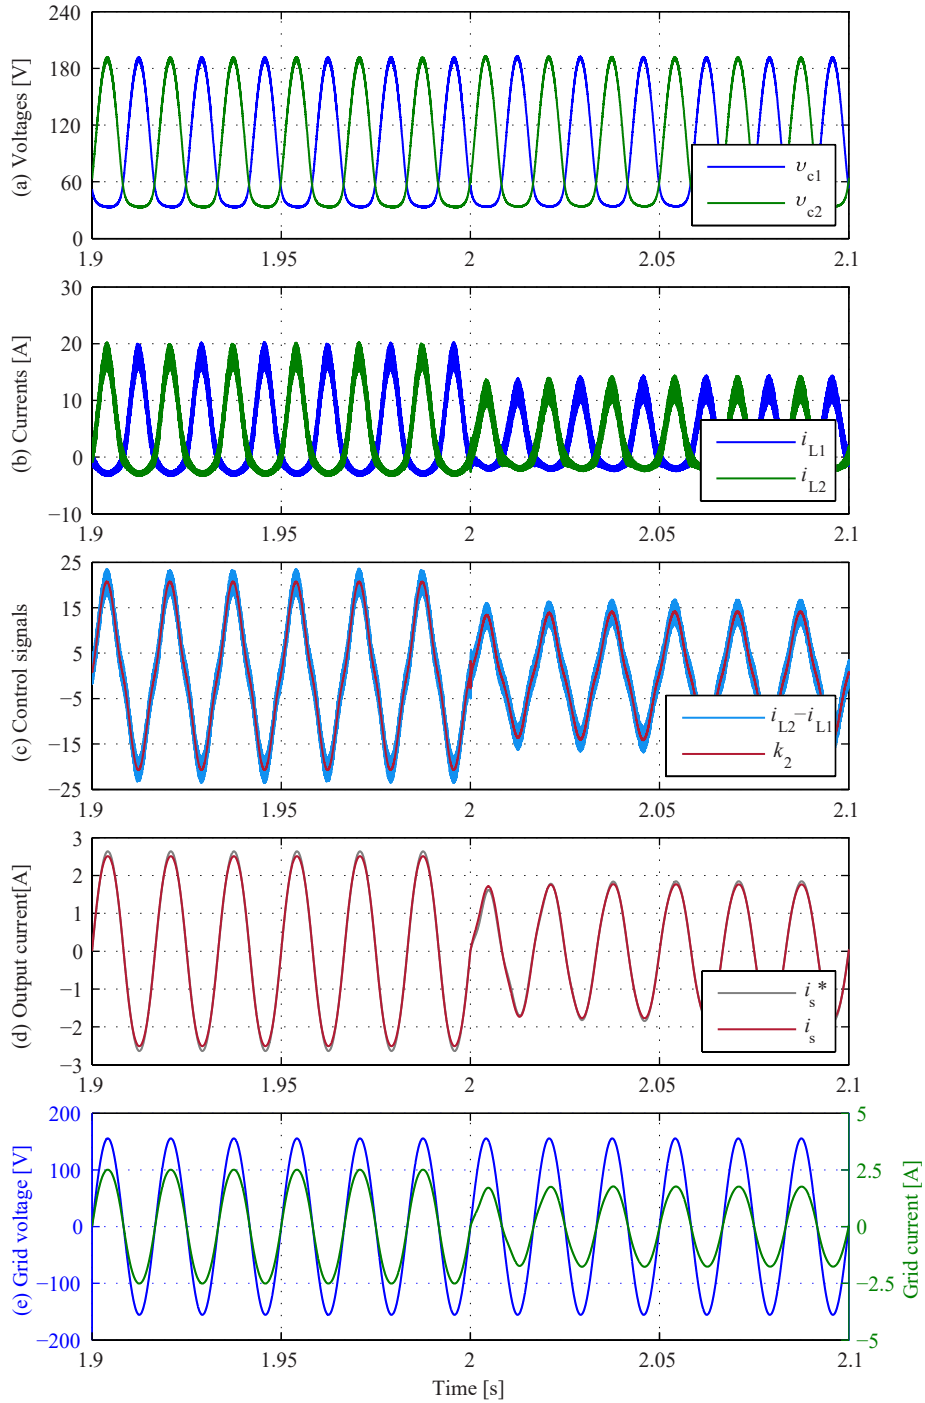 (a) Voltages [V]
240
180
120
60
0
υc1
υc2
1.9 1.95 2 2.05 2.1
(b) Currents [A]
30
20
10
0
−10
iL1
iL2
1.9 1.95 2 2.05 2.1
(c) Control signals
25
15
5
−5
−15
−25
iL2−iL1
k2
1.9 1.95 2 2.05 2.1
(d) Output current[A]
3
2
1
0
−1
−2
−3
is*
is
1.9 1.95 2 2.05 2.1
(e) Grid voltage [V]
200
100
0
−100
−200
5
2.5
0
−2.5
−5
Grid current [A]
1.9 1.95 2 2.05 2.1
Time [s]